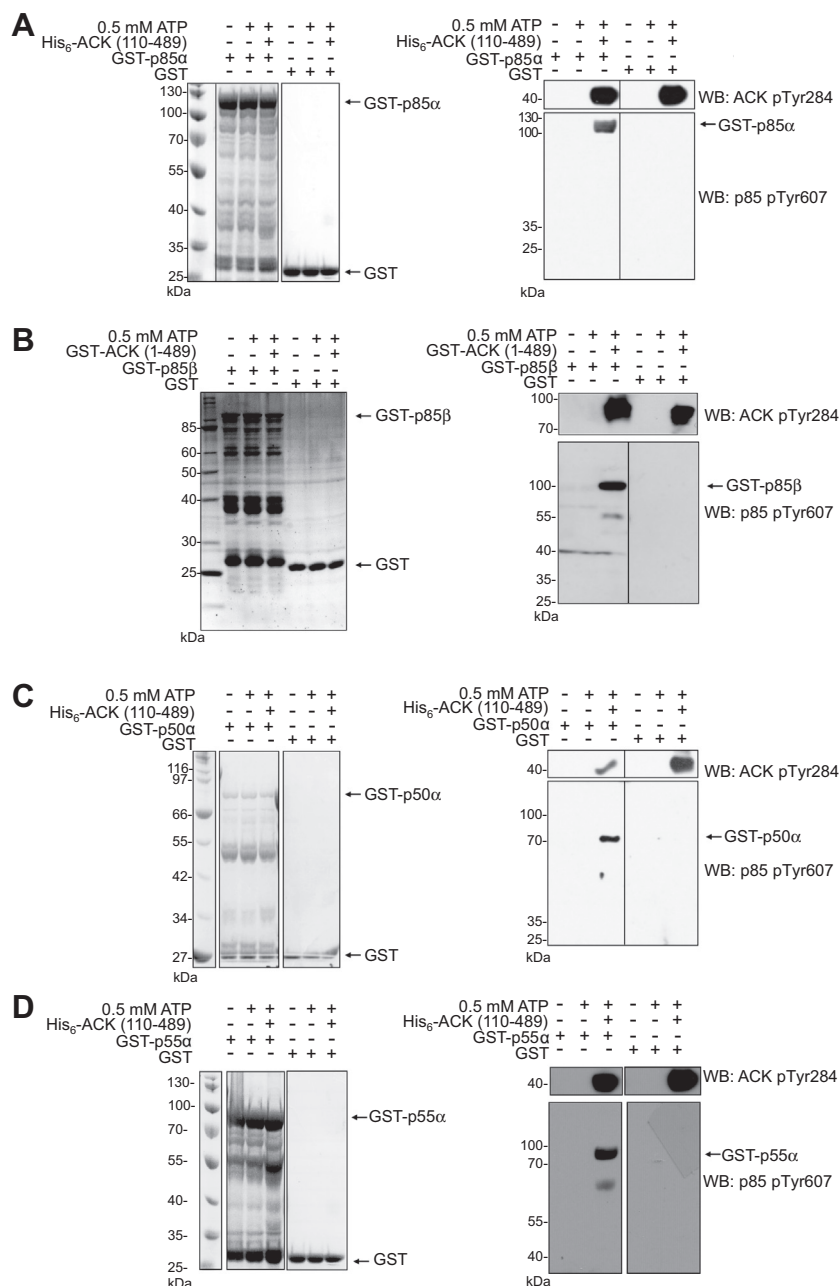 A
0.5 mM ATP - + + - + +
His6-ACK (110-489) - - + - - +
GST-p85α + + + - - -
GST - - - + + +
130-
100-
70-
55-
40-
35-
25-
kDa
GST-p85α
GST
0.5 mM ATP - + + - + +
His6-ACK (110-489) - - + - - +
GST-p85α + + + - - -
GST - - - + + +
40-
WB: ACK pTyr284
130-
100-
35-
25-
kDa
GST-p85α
WB: p85 pTyr607
B
0.5 mM ATP - + + - + +
GST-ACK (1-489) - - + - - +
GST-p85β + + + - - -
GST - - - + + +
85-
60-
50-
40-
30-
25-
kDa
GST-p85β
GST
0.5 mM ATP - + + - + +
GST-ACK (1-489) - - + - - +
GST-p85β + + + - - -
GST - - - + + +
100-
70-
WB: ACK pTyr284
100-
55-
40-
35-
25-
kDa
GST-p85β
WB: p85 pTyr607
C
0.5 mM ATP - + + - + +
His6-ACK (110-489) - - + - - +
GST-p50α + + + - - -
GST - - - + + +
116-
97-
66-
55-
42-
34-
27-
kDa
GST-p50α
GST
0.5 mM ATP - + + - + +
His6-ACK (110-489) - - + - - +
GST-p50α + + + - - -
GST - - - + + +
40-
WB: ACK pTyr284
100-
70-
35-
25-
kDa
GST-p50α
WB: p85 pTyr607
D
0.5 mM ATP - + + - + +
His6-ACK (110-489) - - + - - +
GST-p55α + + + - - -
GST - - - + + +
130-
100-
70-
55-
40-
35-
25-
kDa
GST-p55α
GST
0.5 mM ATP - + + - + +
His6-ACK (110-489) - - + - - +
GST-p55α + + + - - -
GST - - - + + +
40-
WB: ACK pTyr284
100-
70-
55-
40-
kDa
GST-p55α
WB: p85 pTyr607